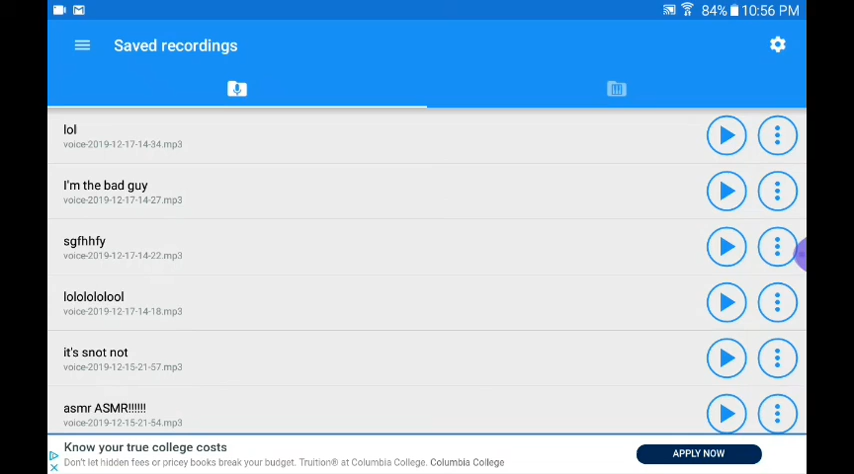 84% 10:56 PM
Saved recordings
lol
voice-2019-12-17-14-34.mp3
I'm the bad guy
voice-2019-12-17-14-27.mp3
sgfhhfy
voice-2019-12-17-14-22.mp3
lolololoool
voice-2019-12-17-14-18.mp3
it's snot not
voice-2019-12-15-21-57.mp3
asmr ASMR!!!!!!
voice-2019-12-15-21-54.mp3
Know your true college costs
Don't let hidden fees or pricey books break your budget. Truition® at Columbia College. Columbia College
APPLY NOW